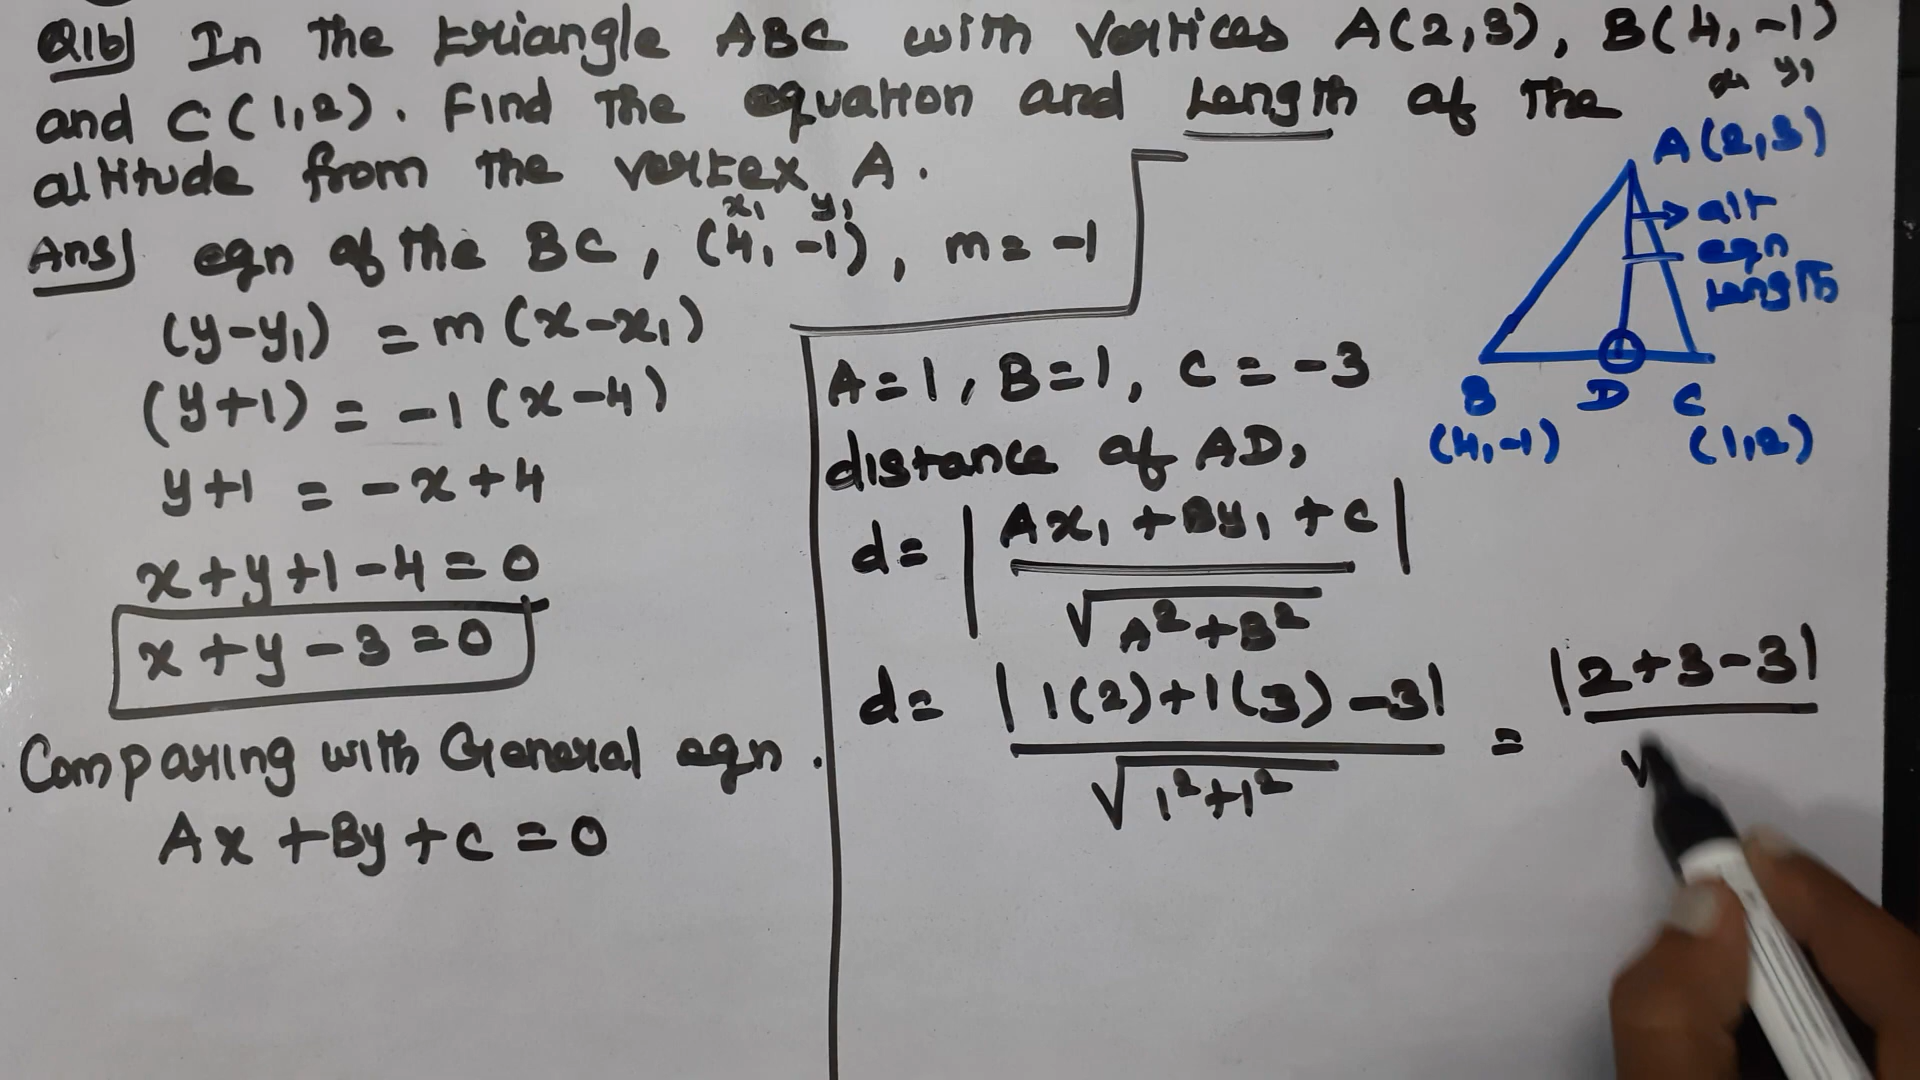 Q16) In the triangle ABC with vertices A(2,3), B(4,-1)
and C(1,2). Find the equation and Length of the
altitude from the vertex A.
x₁ y₁
A(2,3)
→ alt
eqn
Length
B D C
(4,-1) (1,2)
x₁ y₁
Ans) eqn of the BC, (4, -1), m = -1
(y-y₁) = m(x-x₁)
(y+1) = -1(x-4)
y+1 = -x+4
x+y+1-4=0
x+y-3=0
Comparing with General eqn.
Ax+By+C=0
A=1, B=1, C=-3
distance of AD,
d= |Ax₁+By₁+C|
√A²+B²
d= |1(2)+1(3)-3| = |2+3-3|
√1²+1² √